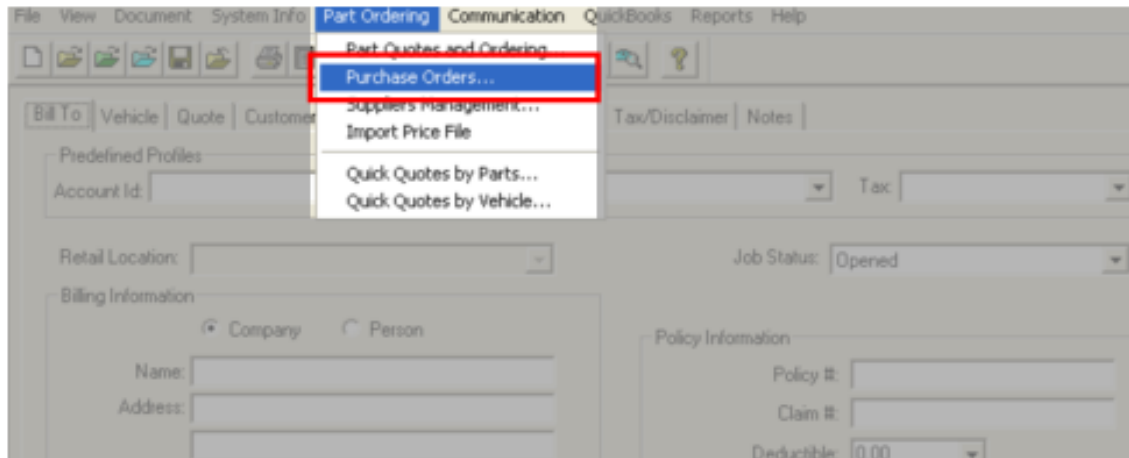 File View Document System Info Part Ordering Communication QuickBooks Reports Help
Part Quotes and Ordering...
Purchase Orders...
Suppliers Management...
Import Price File
Quick Quotes by Parts...
Quick Quotes by Vehicle...
Bill To Vehicle Quote Customer Tax/Disclaimer Notes
Predefined Profiles
Account Id: Tax:
Retail Location: Job Status: Opened
Billing Information
Company Person
Policy Information
Name: Policy #:
Address: Claim #:
Deductible: 0.00